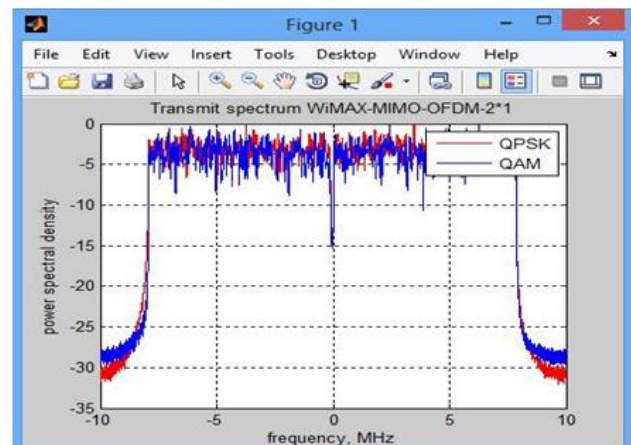 Figure 1
File Edit View Insert Tools Desktop Window Help
Transmit spectrum WiMAX-MIMO-OFDM-2*1
QPSK
QAM
power spectral density
0
-5
-10
-15
-20
-25
-30
-35
-10 -5 0 5 10
frequency, MHz